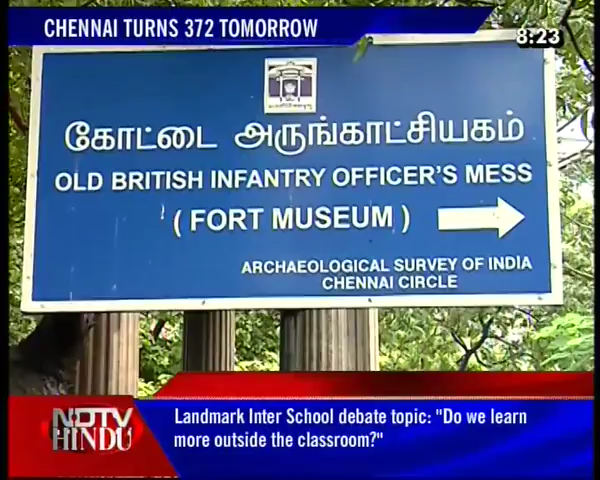 CHENNAI TURNS 372 TOMORROW
8:23
கோட்டை அருங்காட்சியகம்
OLD BRITISH INFANTRY OFFICER'S MESS
( FORT MUSEUM )
ARCHAEOLOGICAL SURVEY OF INDIA
CHENNAI CIRCLE
NDTV
HINDU
Landmark Inter School debate topic: "Do we learn
more outside the classroom?"